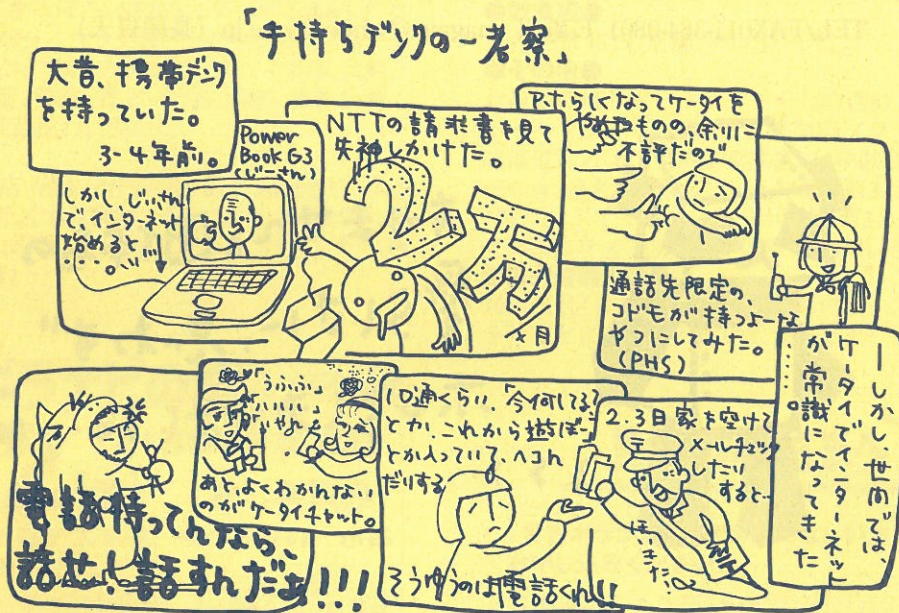 「手持ちデンワの一考察」
大昔、携帯デンワ
を持っていた。
3-4年前。
Power
Book G3
(じーさん)
しかし、じぃさん
で、インターネット
始めると
‥‥。
NTTの請求書を見て
失神しかけた。
2万
×月
アホらしくなってケータイを
やめたものの、余りに
不評だので
通話先限定の、
コドモが持つよーな
やつにしてみた。
(PHS)
―しかし、世間では、
ケータイでインターネット
が常識になってきた
‥‥。
2.3日家を空けて
メールチェック
したり
すると…
ほいきた。
10通くらい、「今何してる?」
とか、これから遊ぼー
とか入っていて、ヘコん
だりする
そうゆうのは電話くれ!!
「うふふ」
「いいじゃん」
あと、よくわかんない
のがケータイチャット。
電話持ってんなら、
話せ!話すんだよ!!!